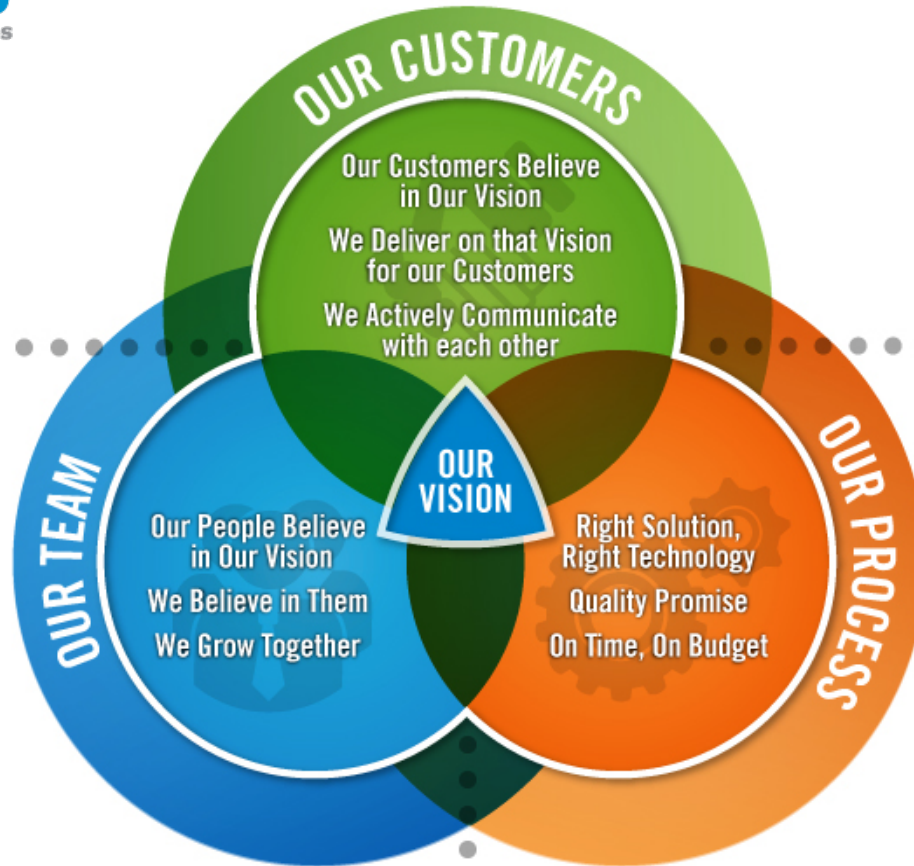 s
OUR CUSTOMERS
Our Customers Believe
in Our Vision
We Deliver on that Vision
for our Customers
We Actively Communicate
with each other
OUR
VISION
OUR TEAM
Our People Believe
in Our Vision
We Believe in Them
We Grow Together
OUR PROCESS
Right Solution,
Right Technology
Quality Promise
On Time, On Budget